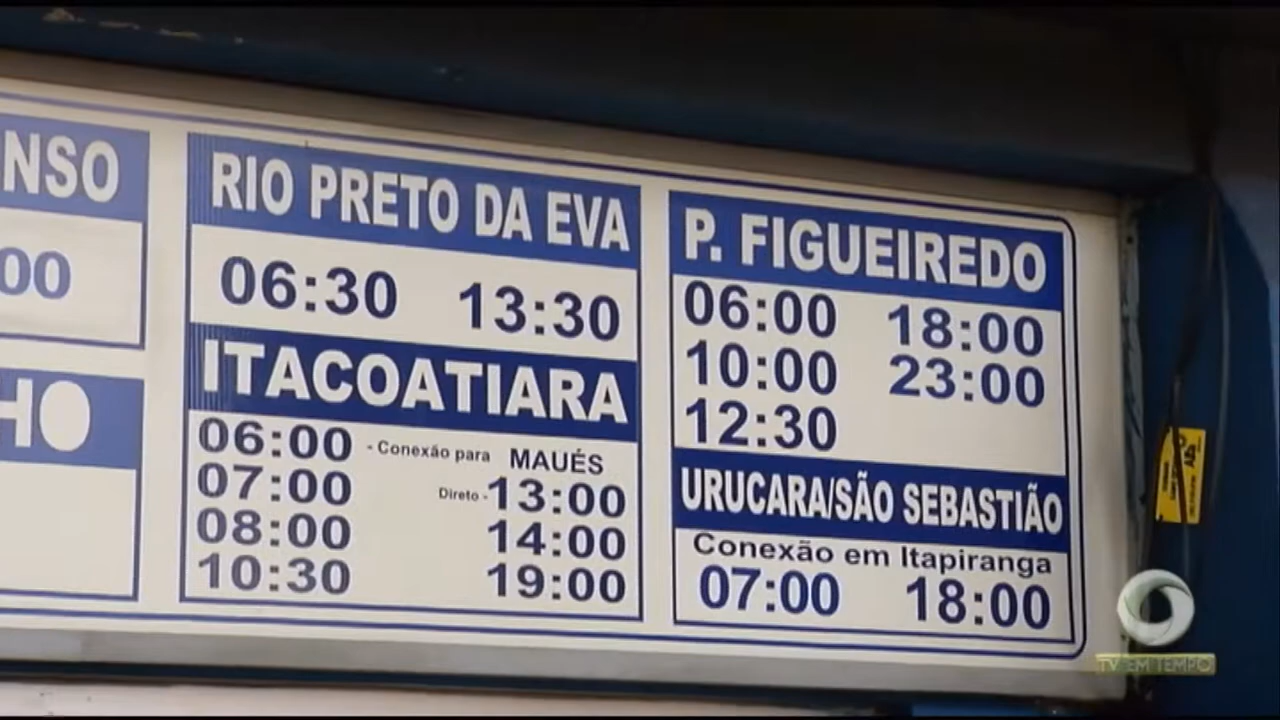 NSO
00
HO
RIO PRETO DA EVA
06:30 13:30
ITACOATIARA
06:00 - Conexão para MAUÉS
07:00 Direto - 13:00
08:00 14:00
10:30 19:00
P. FIGUEIREDO
06:00 18:00
10:00 23:00
12:30
URUCARA/SÃO SEBASTIÃO
Conexão em Itapiranga
07:00 18:00
TV EM TEMPO